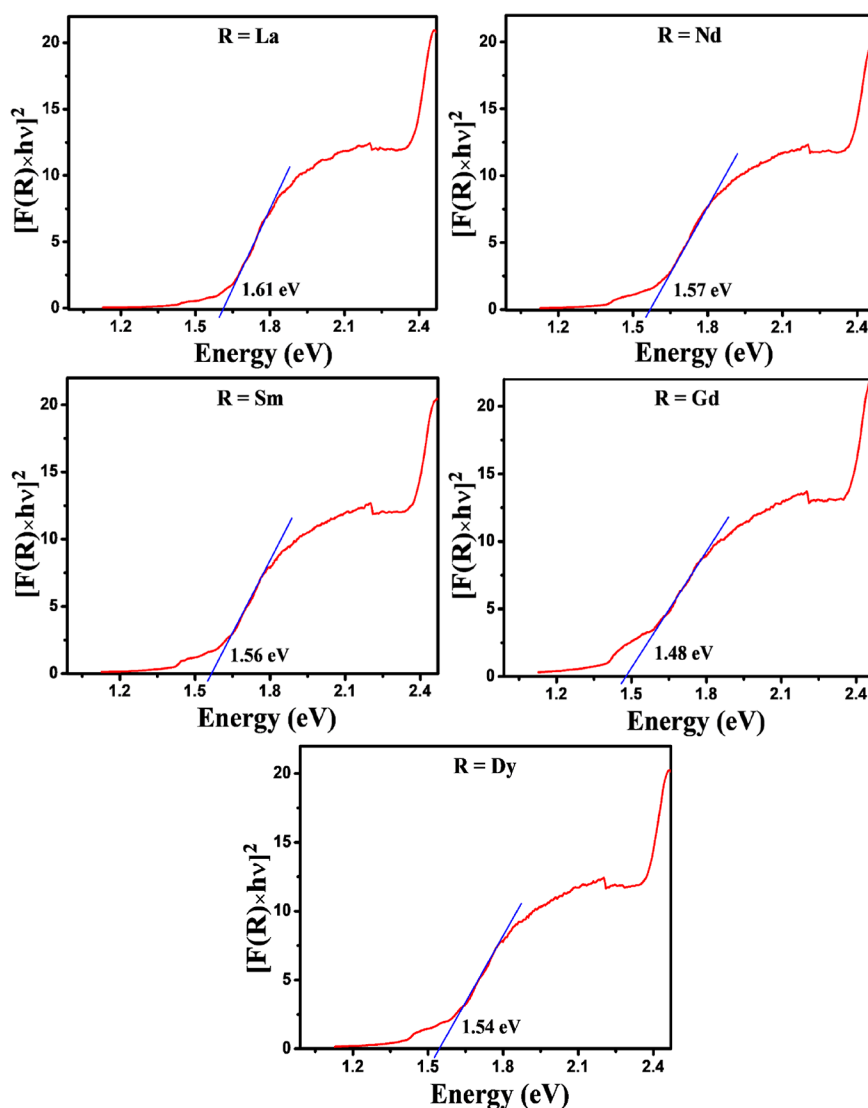 R = La
20
15
10
5
0
[F(R)×hν]²
1.61 eV
1.2 1.5 1.8 2.1 2.4
Energy (eV)
R = Nd
20
15
10
5
0
[F(R)×hν]²
1.57 eV
1.2 1.5 1.8 2.1 2.4
Energy (eV)
R = Sm
20
15
10
5
0
[F(R)×hν]²
1.56 eV
1.2 1.5 1.8 2.1 2.4
Energy (eV)
R = Gd
20
15
10
5
0
[F(R)×hν]²
1.48 eV
1.2 1.5 1.8 2.1 2.4
Energy (eV)
R = Dy
20
15
10
5
0
[F(R)×hν]²
1.54 eV
1.2 1.5 1.8 2.1 2.4
Energy (eV)